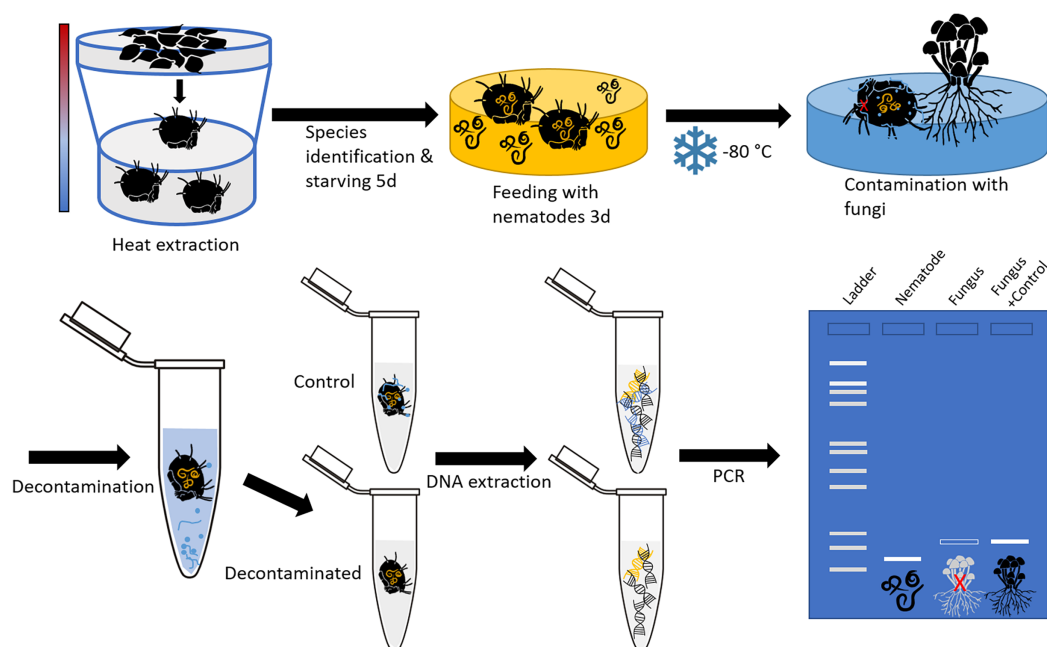 Species
identification &
starving 5d
-80 °C
Heat extraction
Feeding with
nematodes 3d
Contamination with
fungi
Ladder
Nematode
Fungus
Fungus
+Control
Control
Decontamination
DNA extraction
PCR
Decontaminated